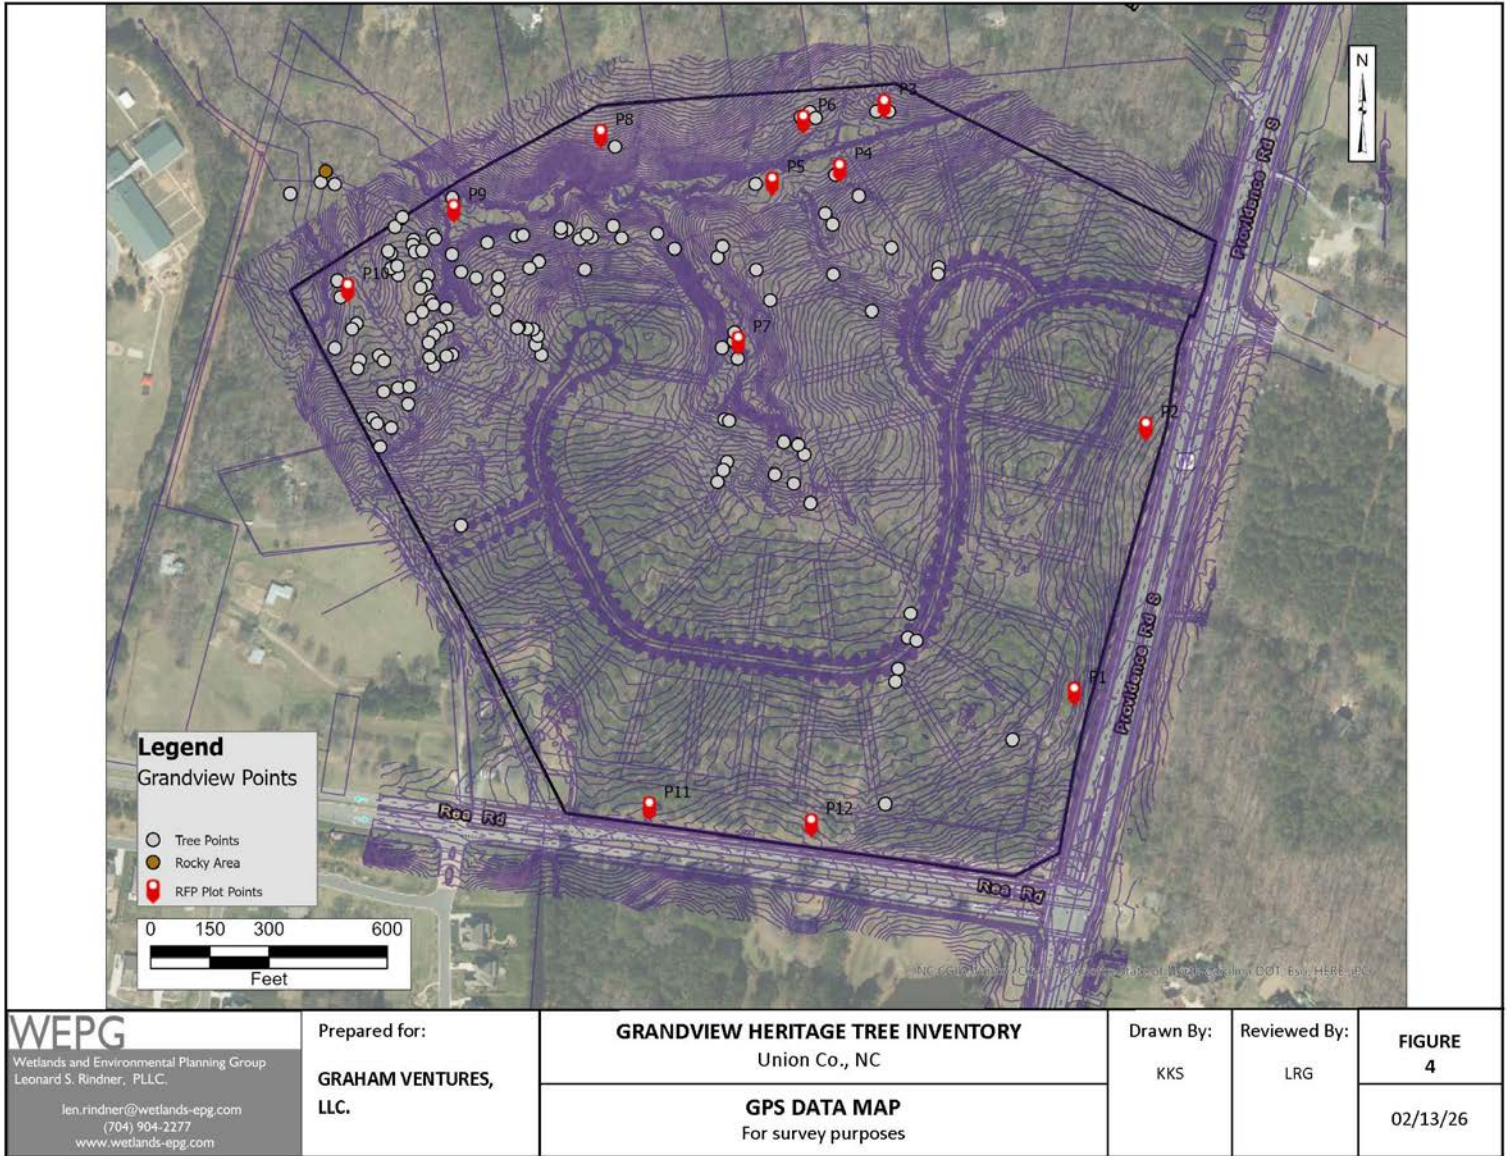 N
P3
P6
P8
P4
P5
P9
P10
P7
P2
P1
P11
P12
Providence Rd S
Providence Rd S
Rea Rd
Rea Rd
Legend
Grandview Points
Tree Points
Rocky Area
RFP Plot Points
0 150 300 600
Feet
WEPG
Wetlands and Environmental Planning Group
Leonard S. Rindner, PLLC.
len.rindner@wetlands-epg.com
(704) 904-2277
www.wetlands-epg.com
Prepared for:
GRAHAM VENTURES,
LLC.
GRANDVIEW HERITAGE TREE INVENTORY
Union Co., NC
GPS DATA MAP
For survey purposes
Drawn By:
KKS
Reviewed By:
LRG
FIGURE
4
02/13/26